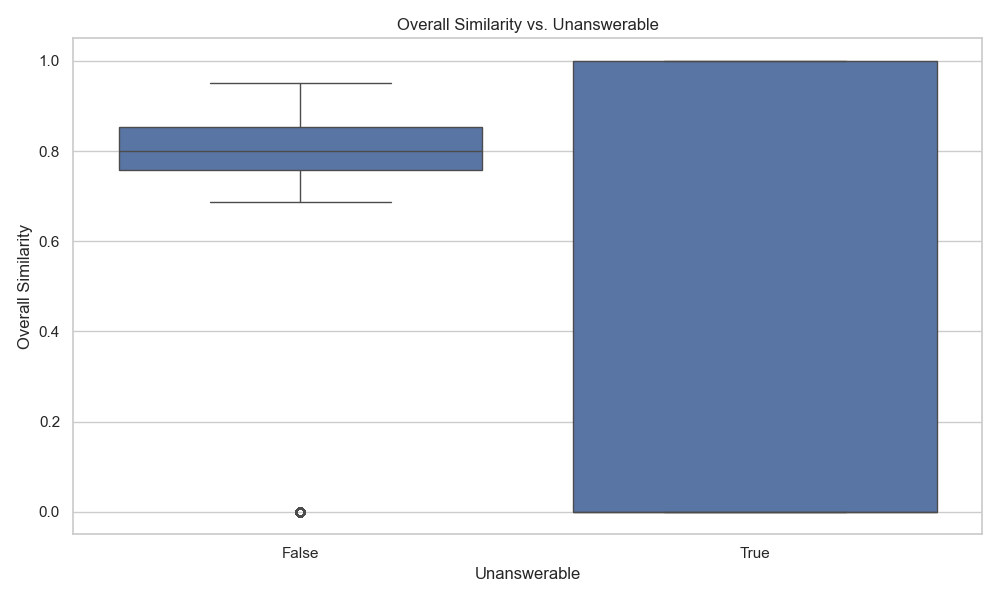 Overall Similarity vs. Unanswerable
Overall Similarity
1.0
0.8
0.6
0.4
0.2
0.0
False
True
Unanswerable